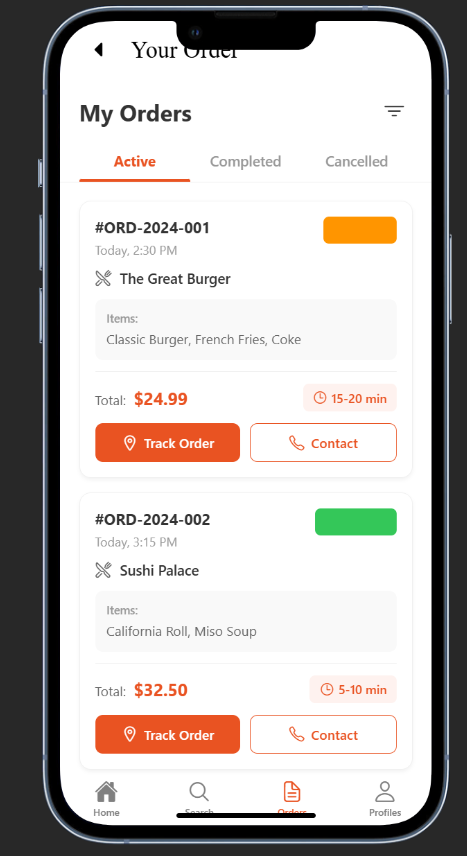 Your Order
My Orders
Active Completed Cancelled
#ORD-2024-001
Today, 2:30 PM
The Great Burger
Items:
Classic Burger, French Fries, Coke
Total: $24.99 15-20 min
Track Order Contact
#ORD-2024-002
Today, 3:15 PM
Sushi Palace
Items:
California Roll, Miso Soup
Total: $32.50 5-10 min
Track Order Contact
Home Search Orders Profiles